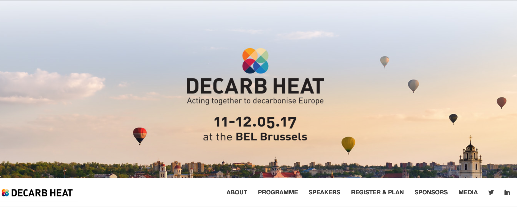 DECARB HEAT
Acting together to decarbonise Europe
11-12.05.17
at the BEL Brussels
DECARB HEAT
ABOUT PROGRAMME SPEAKERS REGISTER & PLAN SPONSORS MEDIA